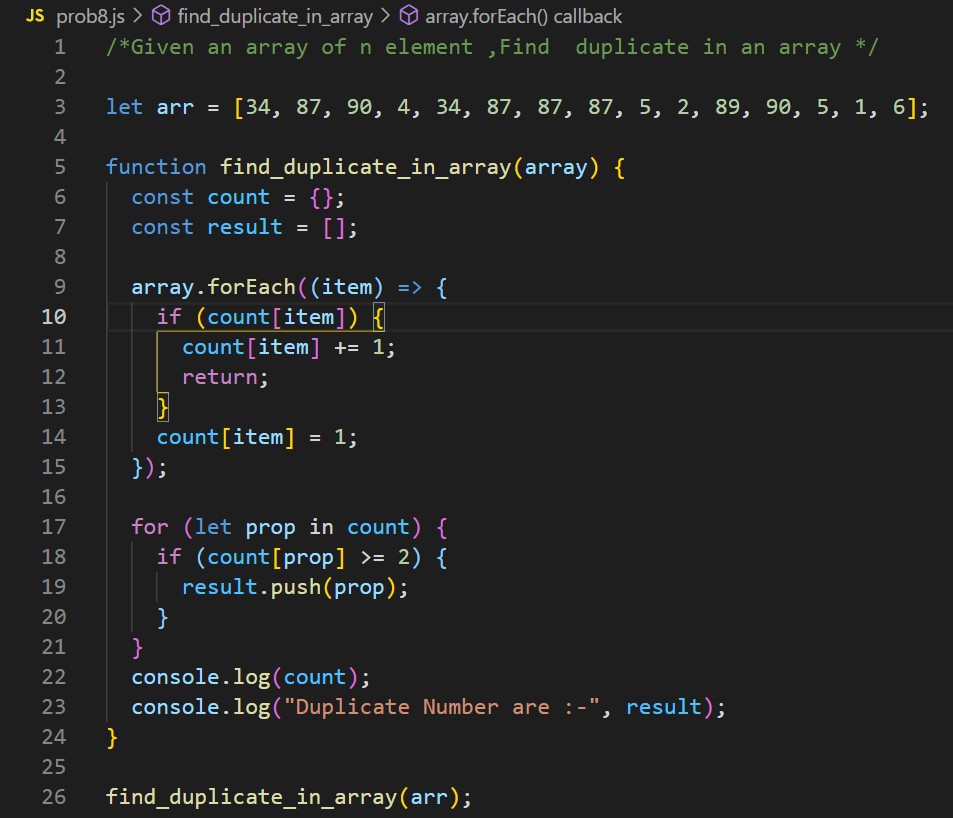 JS prob8.js > find_duplicate_in_array > array.forEach() callback
1 /*Given an array of n element ,Find  duplicate in an array */
2
3 let arr = [34, 87, 90, 4, 34, 87, 87, 87, 5, 2, 89, 90, 5, 1, 6];
4
5 function find_duplicate_in_array(array) {
6   const count = {};
7   const result = [];
8
9   array.forEach((item) => {
10     if (count[item]) {
11       count[item] += 1;
12       return;
13     }
14     count[item] = 1;
15   });
16
17   for (let prop in count) {
18     if (count[prop] >= 2) {
19       result.push(prop);
20     }
21   }
22   console.log(count);
23   console.log("Duplicate Number are :-", result);
24 }
25
26 find_duplicate_in_array(arr);